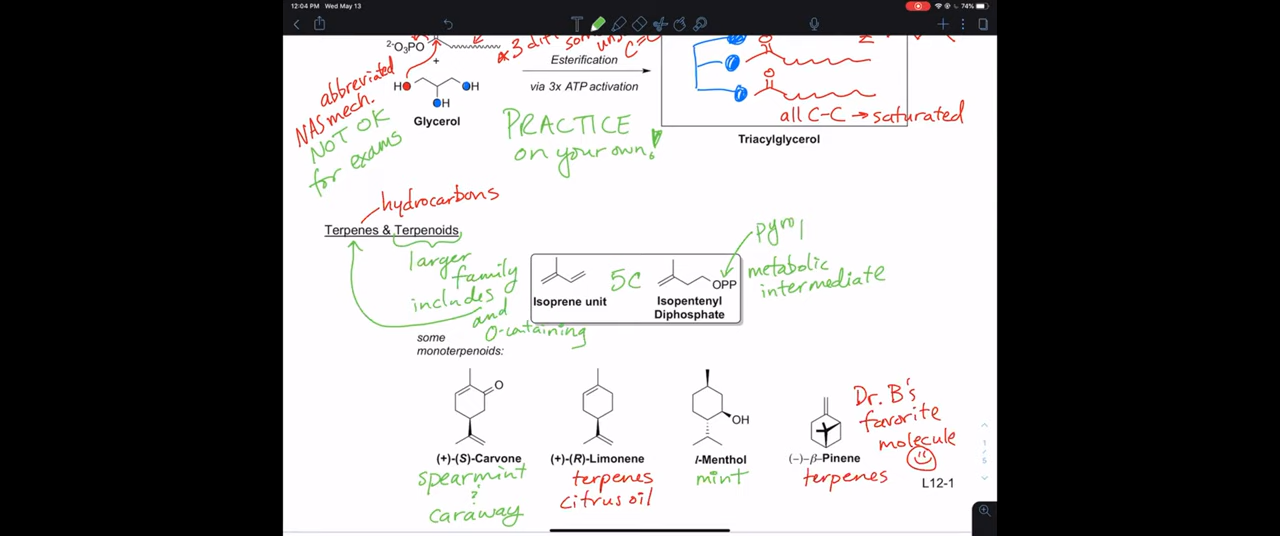 12:04 PM Wed May 13
74%
2-O3PO
+
HO
OH
OH
Glycerol
Esterification
via 3x ATP activation
3 diff
C=C
O
O
all C-C → saturated
Triacylglycerol
abbreviated
NAS mech.
NOT OK
for exams
PRACTICE
on your own!
hydrocarbons
Terpenes & Terpenoids
larger
family
includes
and
O-containing
5C
OPP
Isoprene unit
Isopentenyl
Diphosphate
pyro
metabolic
intermediate
some
monoterpenoids:
O
OH
(+)-(S)-Carvone
(+)-(R)-Limonene
l-Menthol
(−)-β-Pinene
spearmint
?
caraway
terpenes
citrus oil
mint
terpenes
Dr. B's
favorite
molecule
L12-1